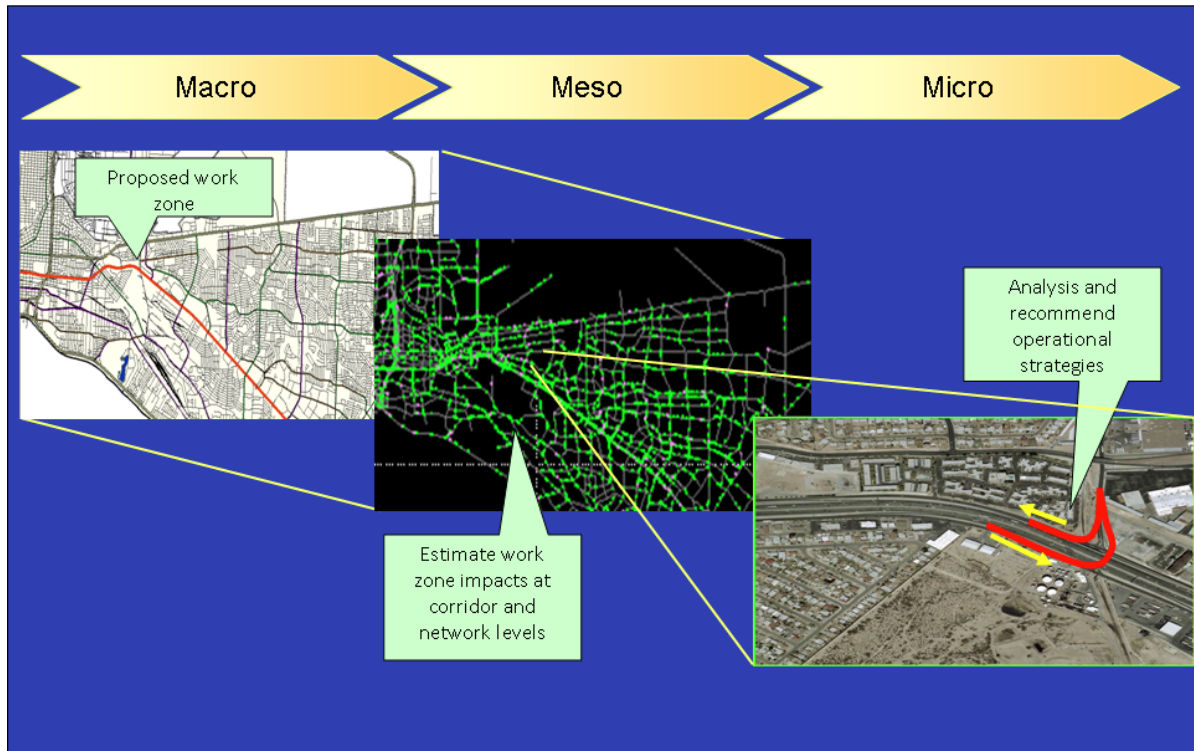 Macro
Meso
Micro
Proposed work
zone
Analysis and
recommend
operational
strategies
Estimate work
zone impacts at
corridor and
network levels